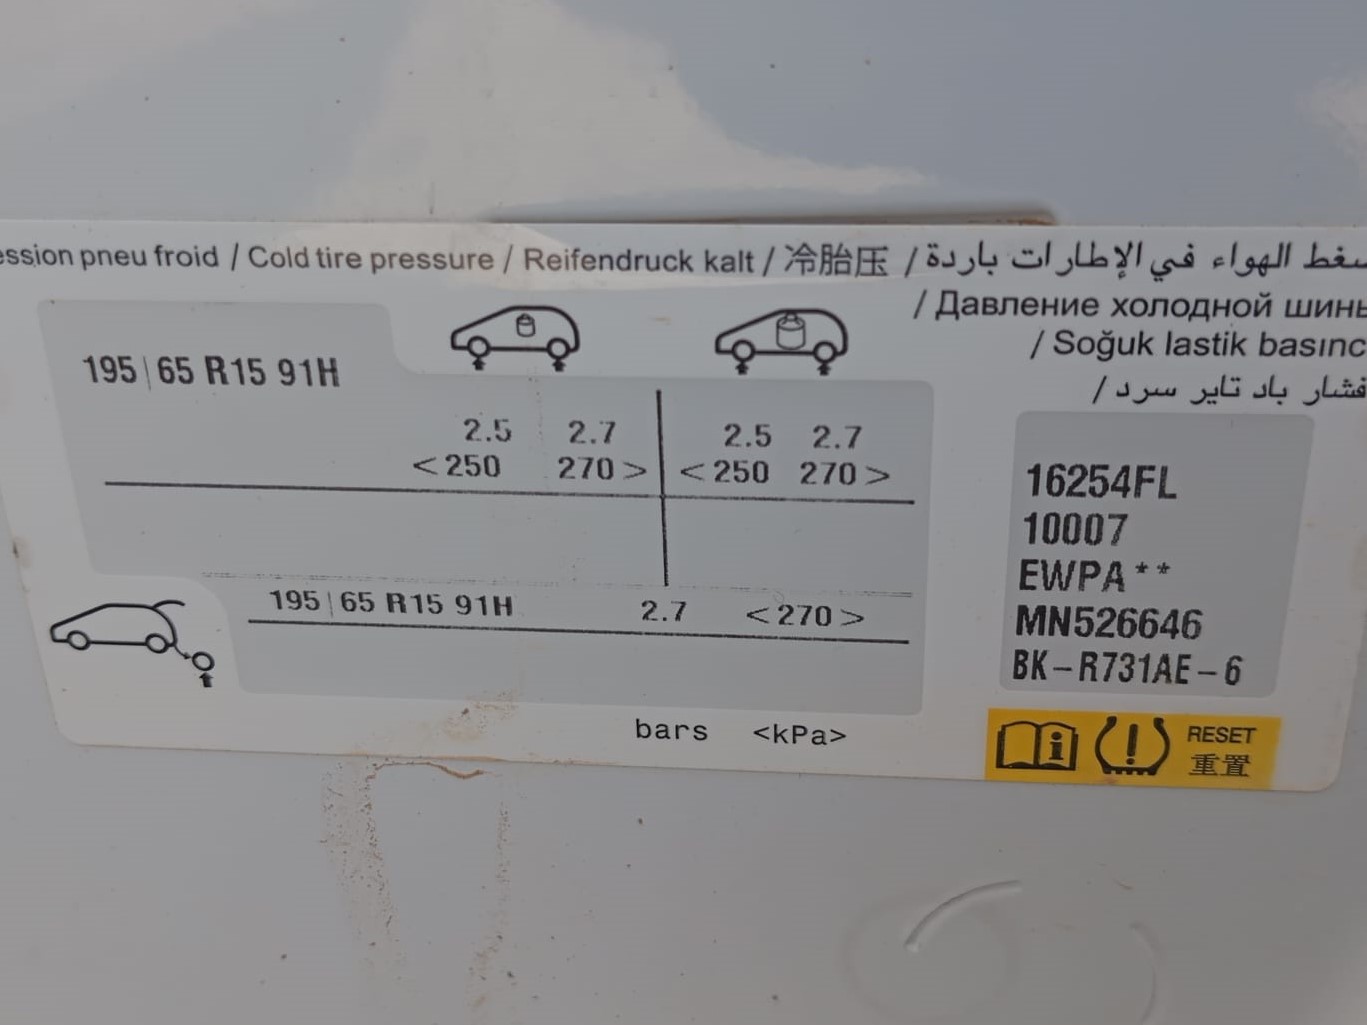 pneu froid / Cold tire pressure / Reifendruck kalt / 冷胎压 / ضغط الهواء في الإطارات باردة
/ Давление холодной
/ Soğuk lastik
فشار باد تایر سرد /
195|65 R15 91H
2.5 2.7 2.5 2.7
<250 270> <250 270>
195|65 R15 91H 2.7 <270>
bars <kPa>
16254FL
10007
EWPA**
MN526646
BK-R731AE-6
RESET
重置